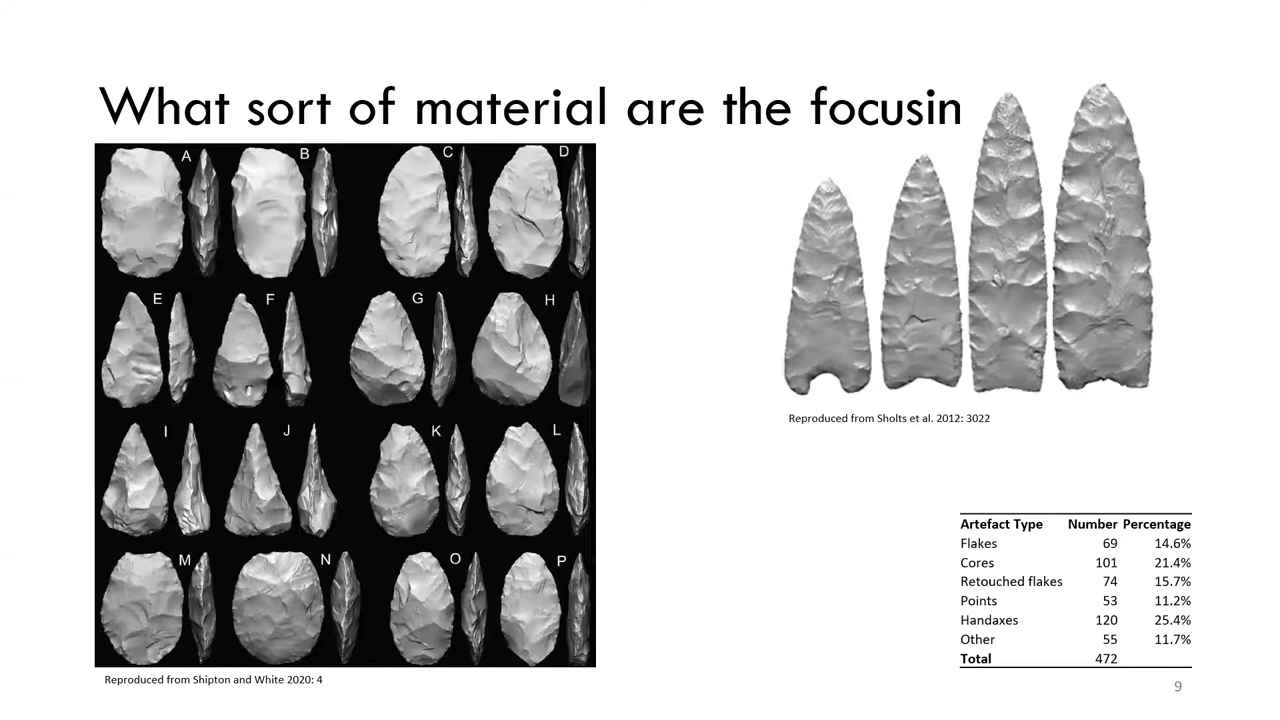 What sort of material are the focusin
A B C D
E F G H
I J K L
M N O P
Reproduced from Shipton and White 2020: 4
Reproduced from Sholts et al. 2012: 3022
Artefact Type Number Percentage
Flakes 69 14.6%
Cores 101 21.4%
Retouched flakes 74 15.7%
Points 53 11.2%
Handaxes 120 25.4%
Other 55 11.7%
Total 472
9